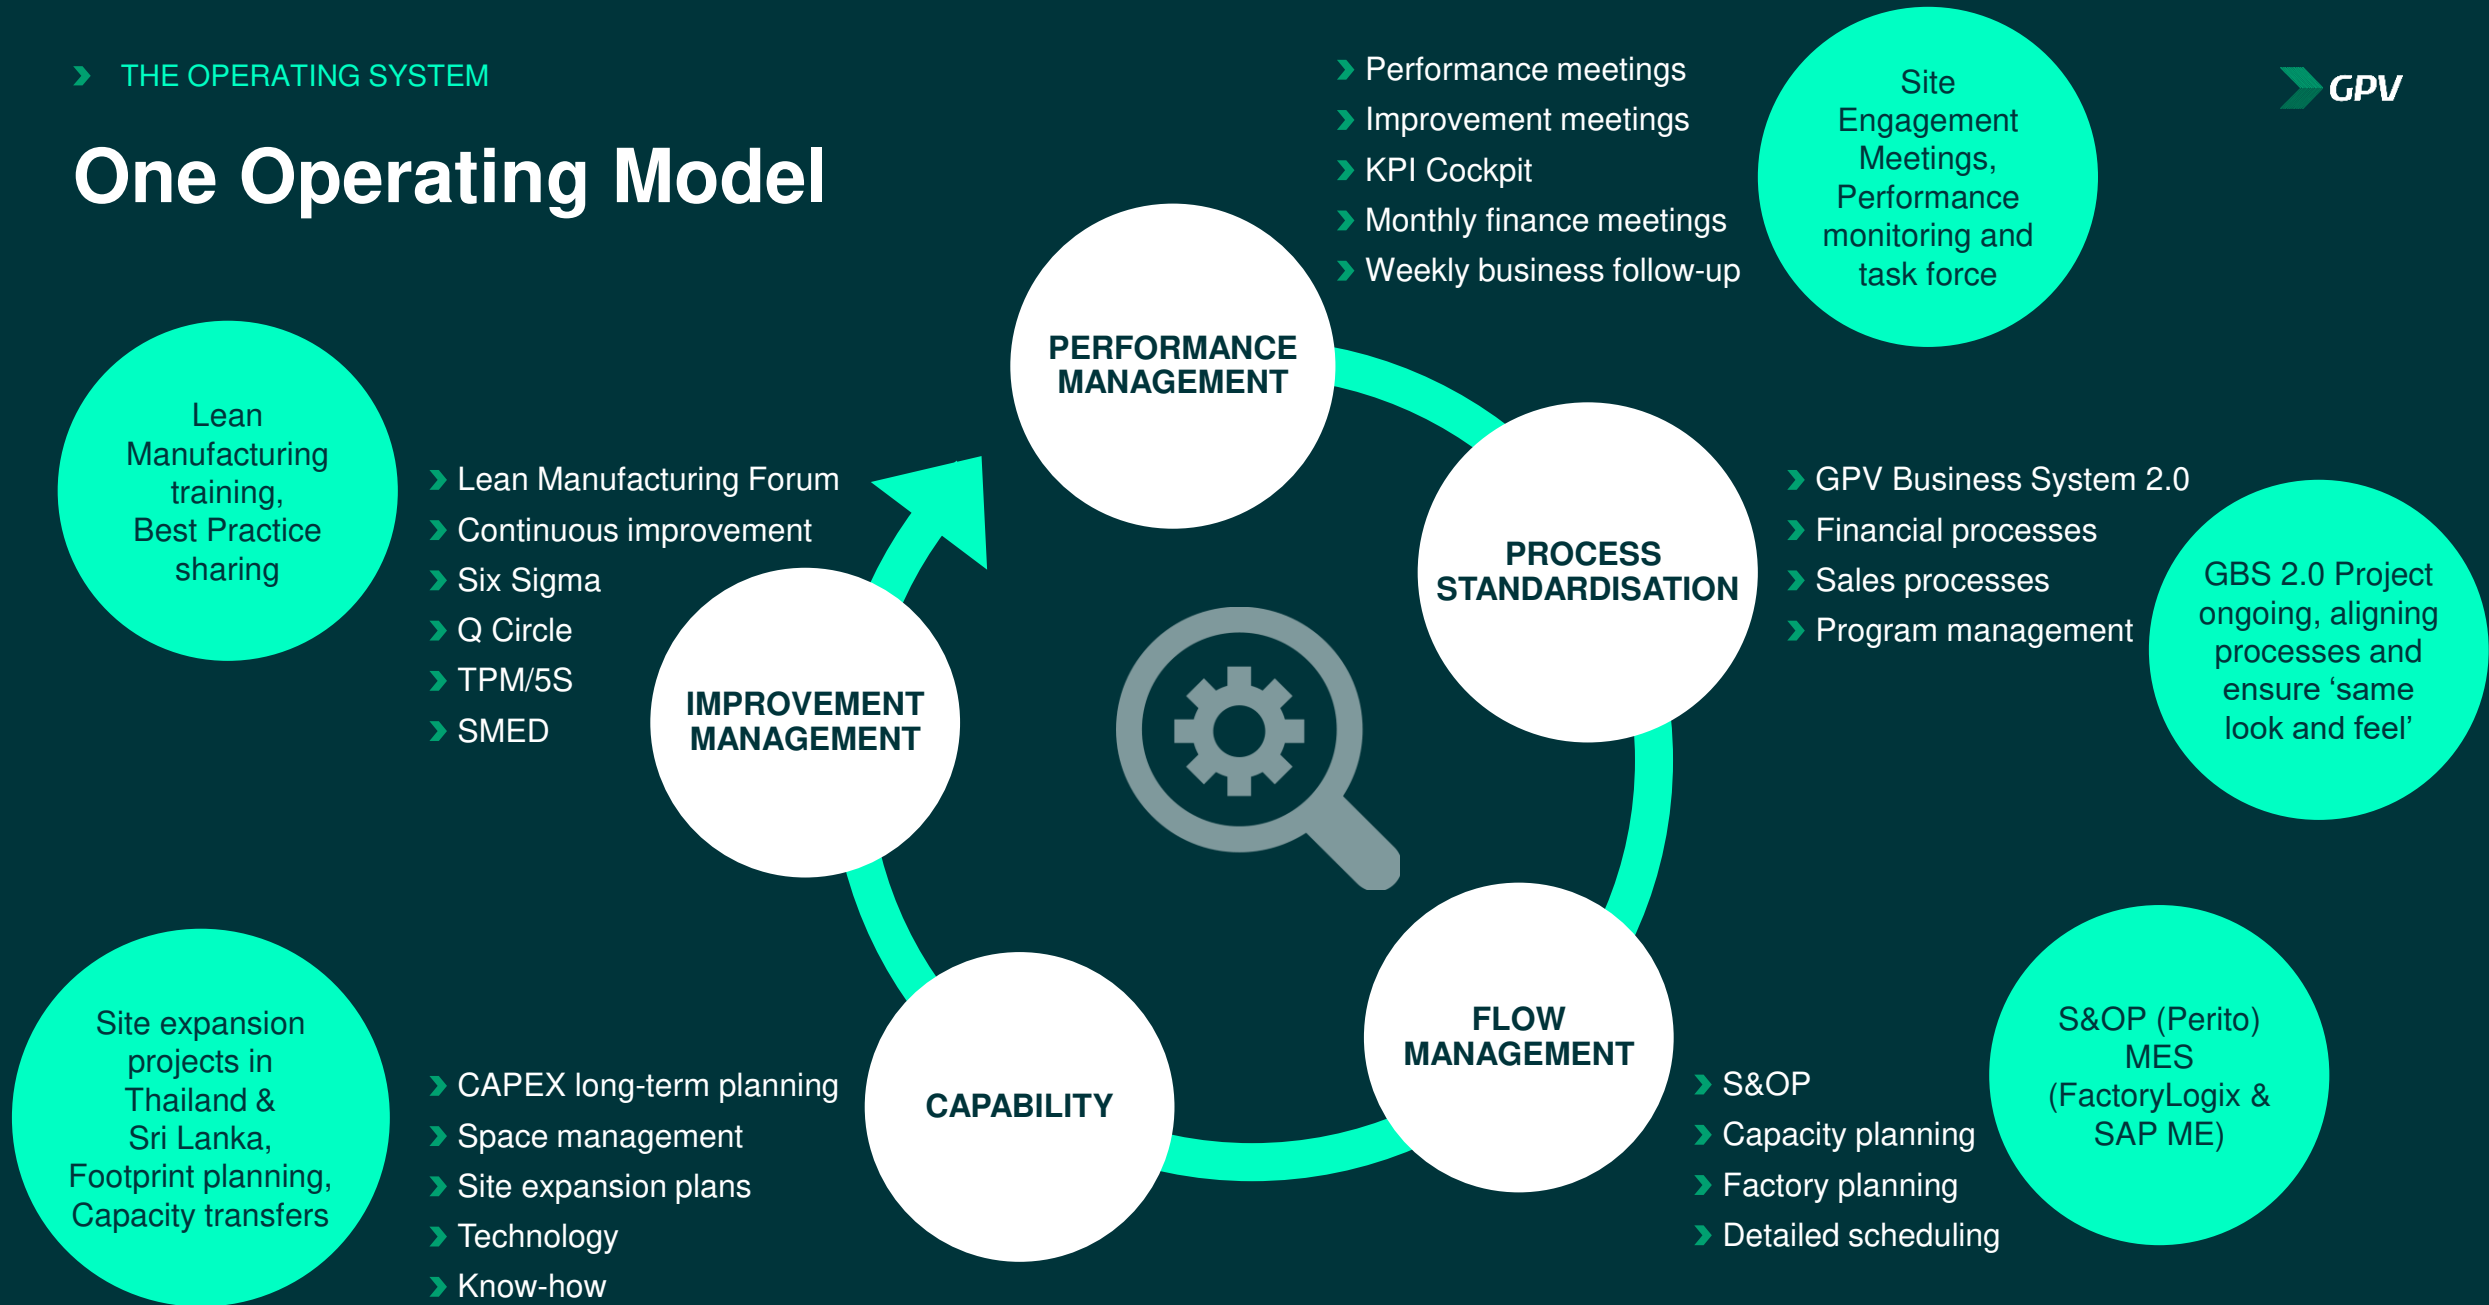 THE OPERATING SYSTEM
One Operating Model
GPV
Performance meetings
Improvement meetings
KPI Cockpit
Monthly finance meetings
Weekly business follow-up
Site
Engagement
Meetings,
Performance
monitoring and
task force
PERFORMANCE
MANAGEMENT
PROCESS
STANDARDISATION
GPV Business System 2.0
Financial processes
Sales processes
Program management
GBS 2.0 Project
ongoing, aligning
processes and
ensure ‘same
look and feel’
Lean
Manufacturing
training,
Best Practice
sharing
Lean Manufacturing Forum
Continuous improvement
Six Sigma
Q Circle
TPM/5S
SMED
IMPROVEMENT
MANAGEMENT
FLOW
MANAGEMENT
S&OP
Capacity planning
Factory planning
Detailed scheduling
S&OP (Perito)
MES
(FactoryLogix &
SAP ME)
CAPABILITY
CAPEX long-term planning
Space management
Site expansion plans
Technology
Know-how
Site expansion
projects in
Thailand &
Sri Lanka,
Footprint planning,
Capacity transfers